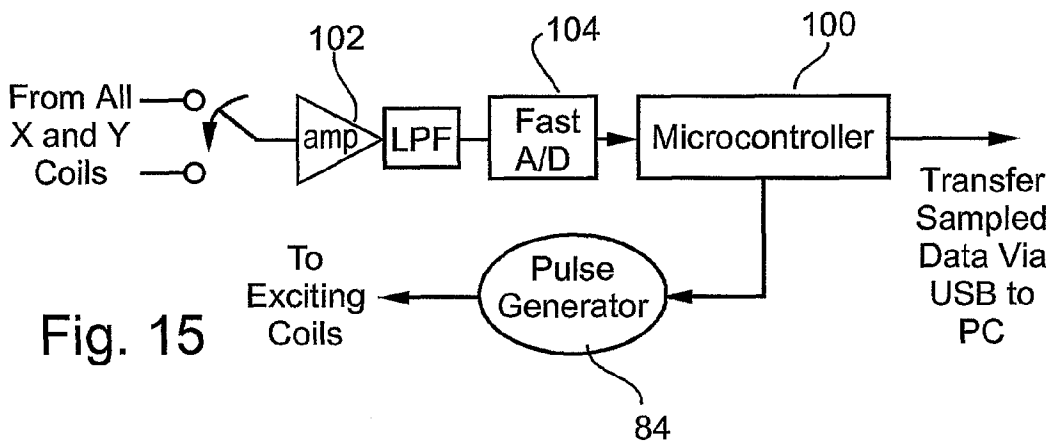 102
104
100
From All
X and Y
Coils
amp
LPF
Fast
A/D
Microcontroller
Transfer
Sampled
Data Via
USB to
PC
To
Exciting
Coils
Pulse
Generator
Fig. 15
84